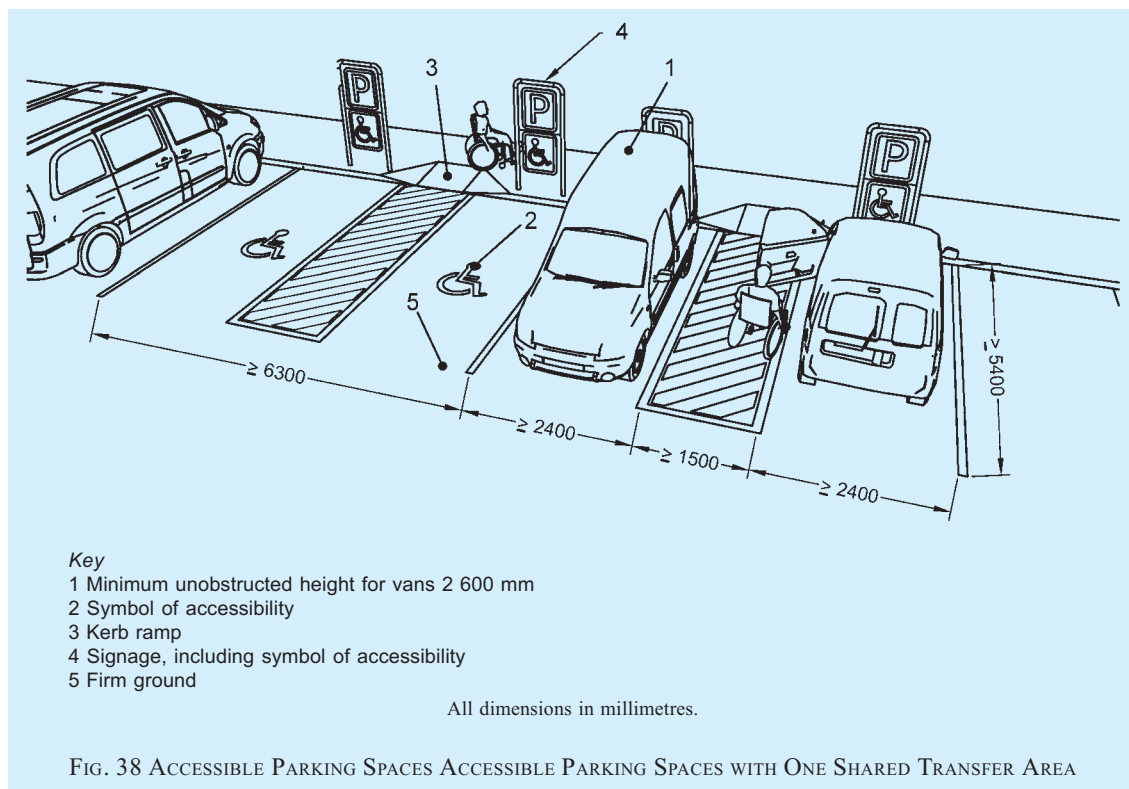 4
3
1
P
P
P
P
2
5
≥ 6300
≥ 2400
≥ 1500
≥ 2400
≥ 5400
Key
1 Minimum unobstructed height for vans 2 600 mm
2 Symbol of accessibility
3 Kerb ramp
4 Signage, including symbol of accessibility
5 Firm ground
All dimensions in millimetres.
FIG. 38 ACCESSIBLE PARKING SPACES ACCESSIBLE PARKING SPACES WITH ONE SHARED TRANSFER AREA